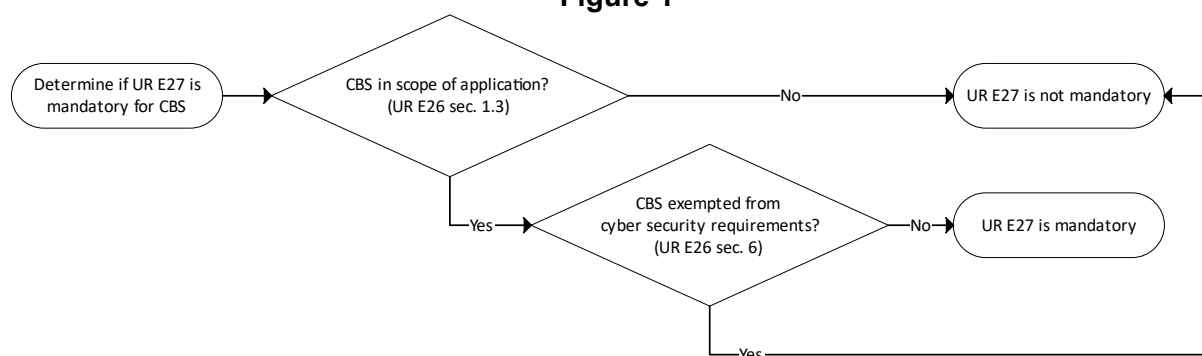 Figure 1
Determine if UR E27 is
mandatory for CBS
CBS in scope of application?
(UR E26 sec. 1.3)
No
UR E27 is not mandatory
Yes
CBS exempted from
cyber security requirements?
(UR E26 sec. 6)
No
UR E27 is mandatory
Yes